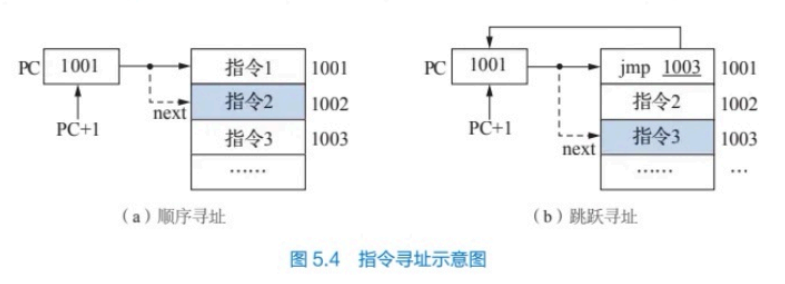 PC 1001 指令1 1001
指令2 1002
next
PC+1 指令3 1003
……
(a)顺序寻址
PC 1001 jmp 1003 1001
指令2 1002
PC+1 指令3 1003
next
…… …
(b)跳跃寻址
图 5.4 指令寻址示意图